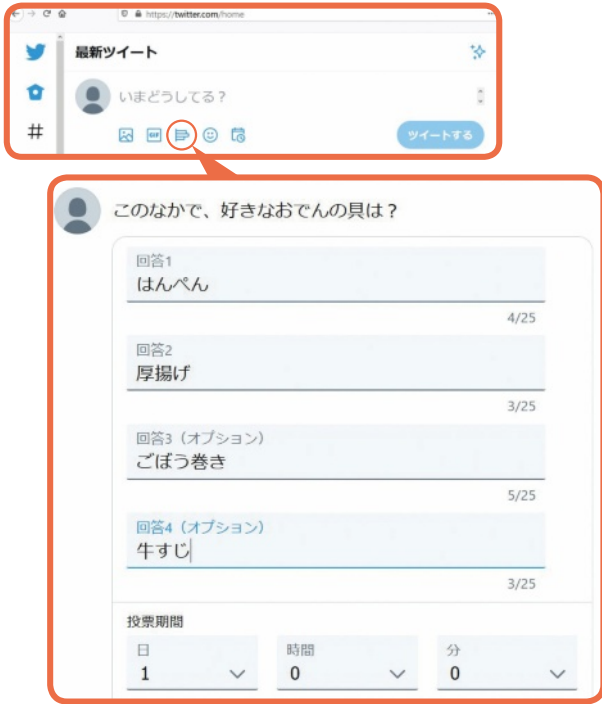 https://twitter.com/home
最新ツイート
いまどうしてる？
#
GIF
ツイートする
このなかで、好きなおでんの具は？
回答1
はんぺん
4/25
回答2
厚揚げ
3/25
回答3（オプション）
ごぼう巻き
5/25
回答4（オプション）
牛すじ
3/25
投票期間
日 時間 分
1 0 0